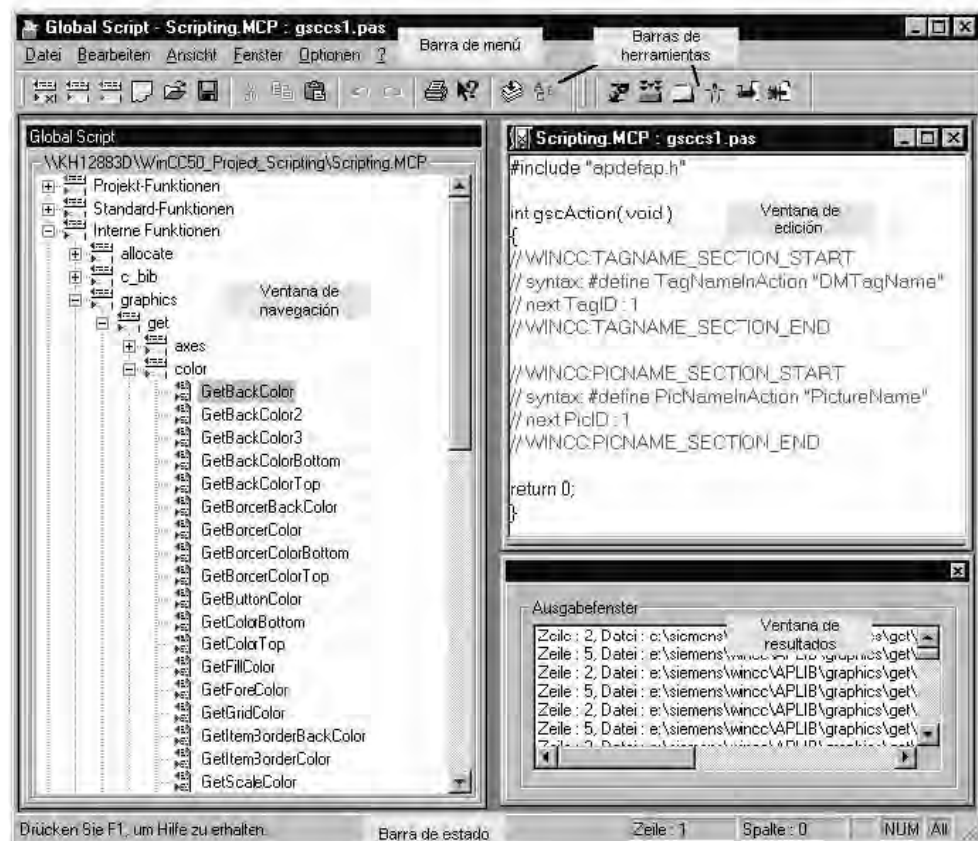 Global Script - Scripting.MCP : gsccs1.pas
Datei Bearbeiten Ansicht Fenster Optionen ?
Barra de menú
Barras de
herramientas
Global Script
\\KH12883D\WinCC50_Project_Scripting\Scripting.MCP
Projekt-Funktionen
Standard-Funktionen
Interne Funktionen
allocate
c_bib
graphics
get
axes
color
GetBackColor
GetBackColor2
GetBackColor3
GetBackColorBottom
GetBackColorTop
GetBorcerBackColor
GetBorcerColor
GetBorcerColorBottom
GetBorcerColorTop
GetButtonColor
GetColorBottom
GetColorTop
GetFillColor
GetForeColor
GetGridColor
GetItemBorderBackColor
GetItemBorderColor
GetScaleColor
Ventana de
navegación
Scripting.MCP : gsccs1.pas
#include "apdefap.h"
int gscAction( void )
{
// WINCC:TAGNAME_SECTION_START
// syntax: #define TagNameInAction "DMTagName"
// next TagID : 1
// WINCC:TAGNAME_SECTION_END
// WINCC:PICNAME_SECTION_START
// syntax: #define PicNameInAction "PictureName"
// next PicID : 1
// WINCC:PICNAME_SECTION_END
return 0;
}
Ventana de
edición
Ausgabefenster
Zeile : 2, Datei : e:\siemens\ s\get\
Zeile : 5, Datei : e:\siemens\wincc\APLIB\graphics\get\
Zeile : 2, Datei : e:\siemens\wincc\APLIB\graphics\get\
Zeile : 5, Datei : e:\siemens\wincc\APLIB\graphics\get\
Zeile : 2, Datei : e:\siemens\wincc\APLIB\graphics\get\
Zeile : 5, Datei : e:\siemens\wincc\APLIB\graphics\get\
Ventana de
resultados
Drücken Sie F1, um Hilfe zu erhalten.
Barra de estado
Zeile : 1
Spalte : 0
NUM
All